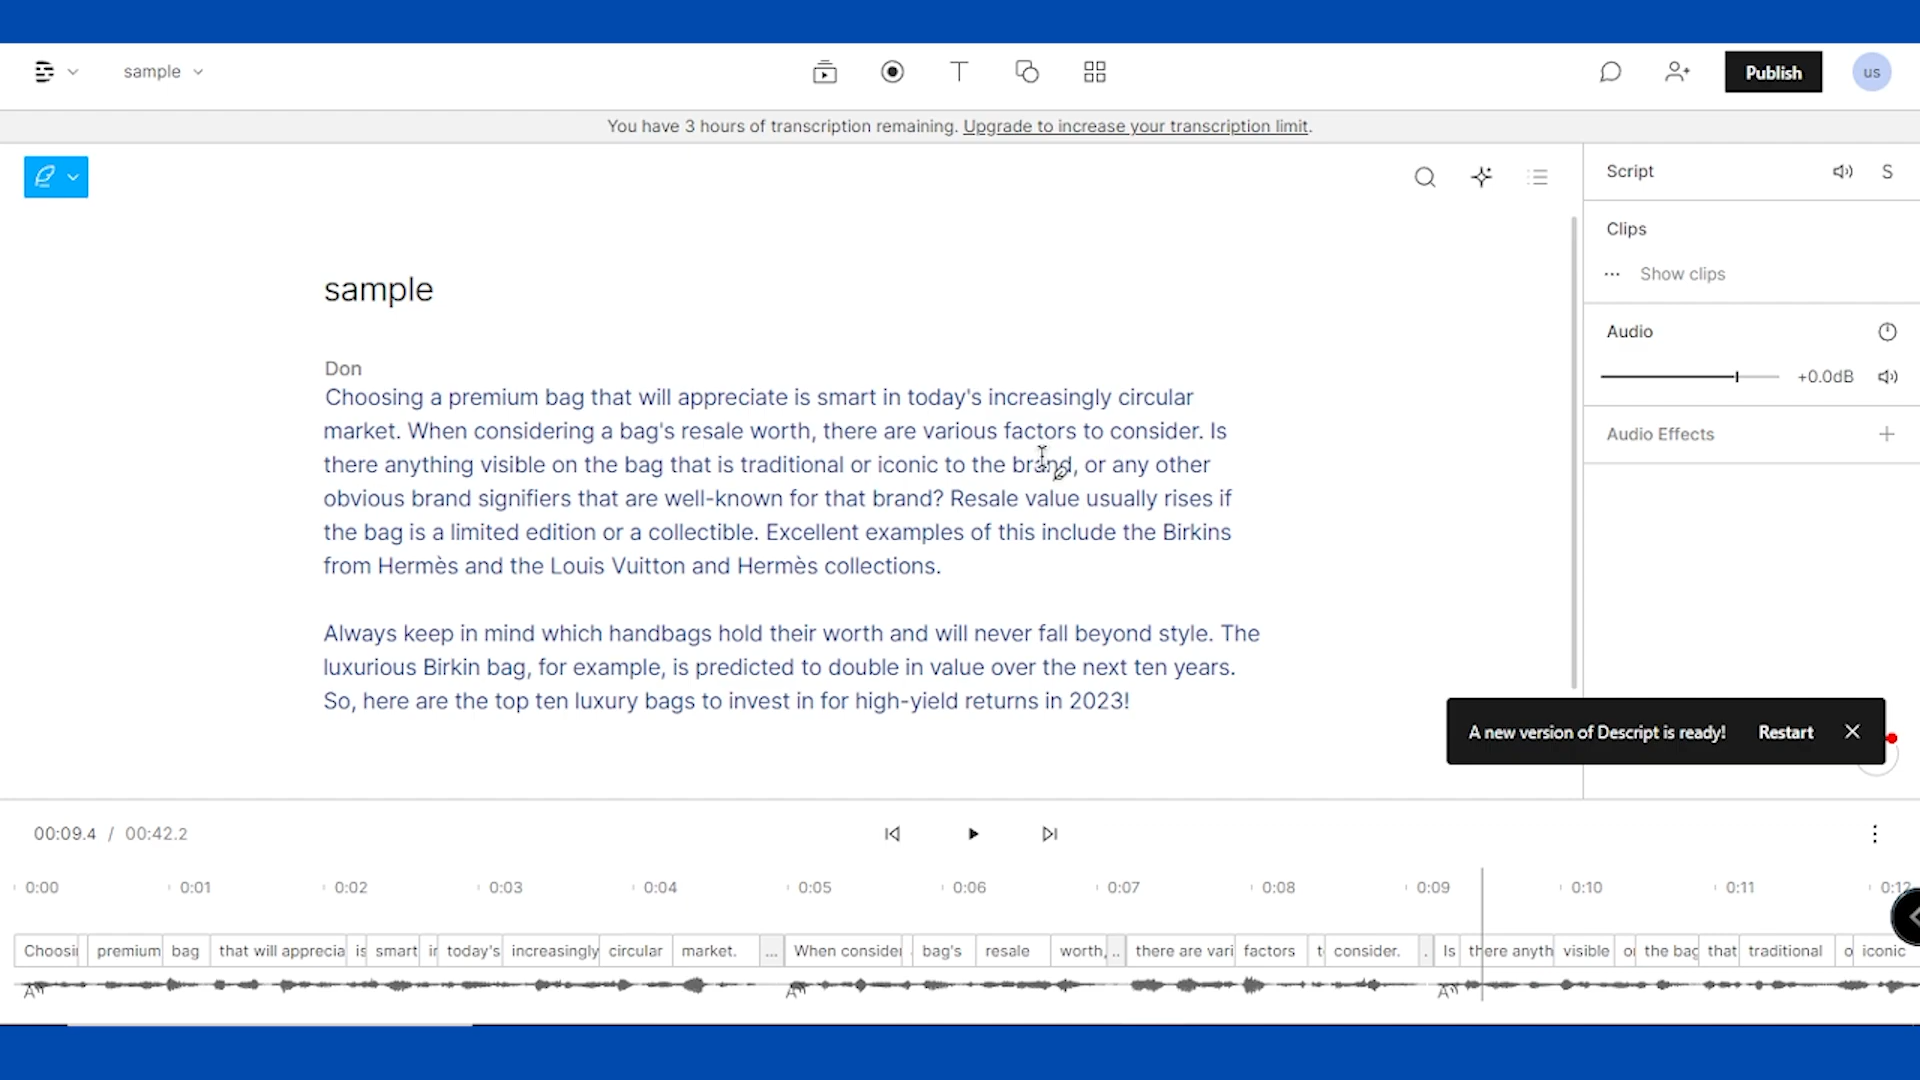 sample
Publish
us
You have 3 hours of transcription remaining. Upgrade to increase your transcription limit.
Script
S
Clips
... Show clips
Audio
+0.0dB
Audio Effects
sample
Don
Choosing a premium bag that will appreciate is smart in today's increasingly circular
market. When considering a bag's resale worth, there are various factors to consider. Is
there anything visible on the bag that is traditional or iconic to the brand, or any other
obvious brand signifiers that are well-known for that brand? Resale value usually rises if
the bag is a limited edition or a collectible. Excellent examples of this include the Birkins
from Hermès and the Louis Vuitton and Hermès collections.
Always keep in mind which handbags hold their worth and will never fall beyond style. The
luxurious Birkin bag, for example, is predicted to double in value over the next ten years.
So, here are the top ten luxury bags to invest in for high-yield returns in 2023!
A new version of Descript is ready! Restart
00:09.4 / 00:42.2
0:00 0:01 0:02 0:03 0:04 0:05 0:06 0:07 0:08 0:09 0:10 0:11 0:12
Choosi premium bag that will apprecia is smart in today's increasingly circular market. ... When consider bag's resale worth, .. there are vari factors t consider. . Is there anyth visible o the bag that traditional o iconic